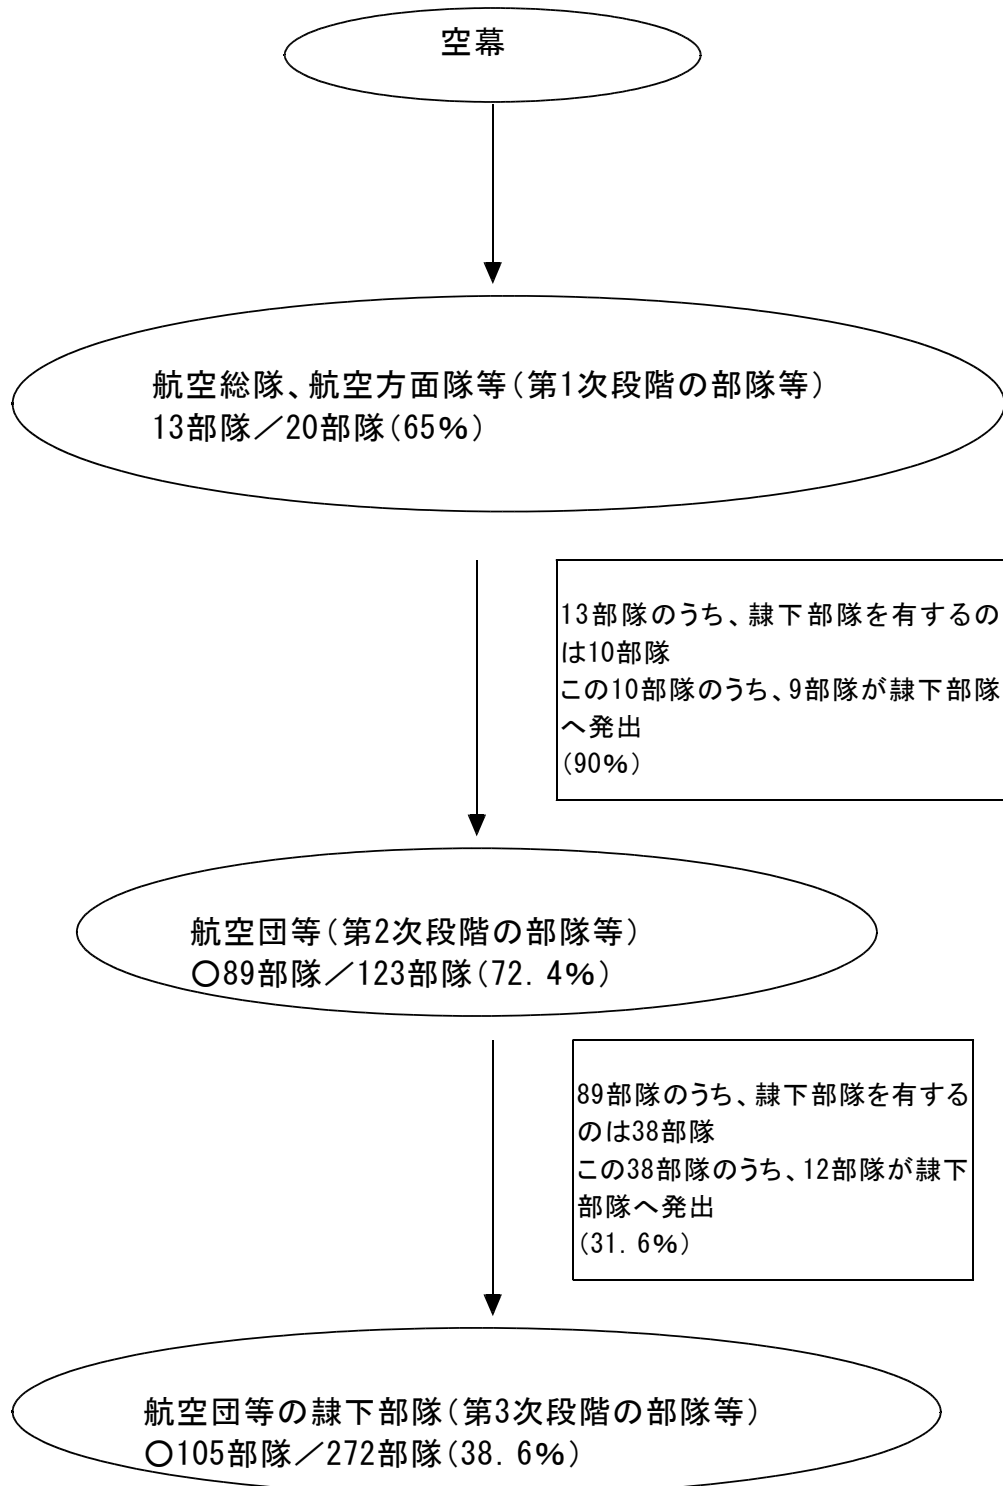 空幕
航空総隊、航空方面隊等(第1次段階の部隊等)
13部隊/20部隊(65%)
13部隊のうち、隷下部隊を有するの
は10部隊
この10部隊のうち、9部隊が隷下部隊
へ発出
(90%)
航空団等(第2次段階の部隊等)
○89部隊/123部隊(72.4%)
89部隊のうち、隷下部隊を有する
のは38部隊
この38部隊のうち、12部隊が隷下
部隊へ発出
(31.6%)
航空団等の隷下部隊(第3次段階の部隊等)
○105部隊/272部隊(38.6%)